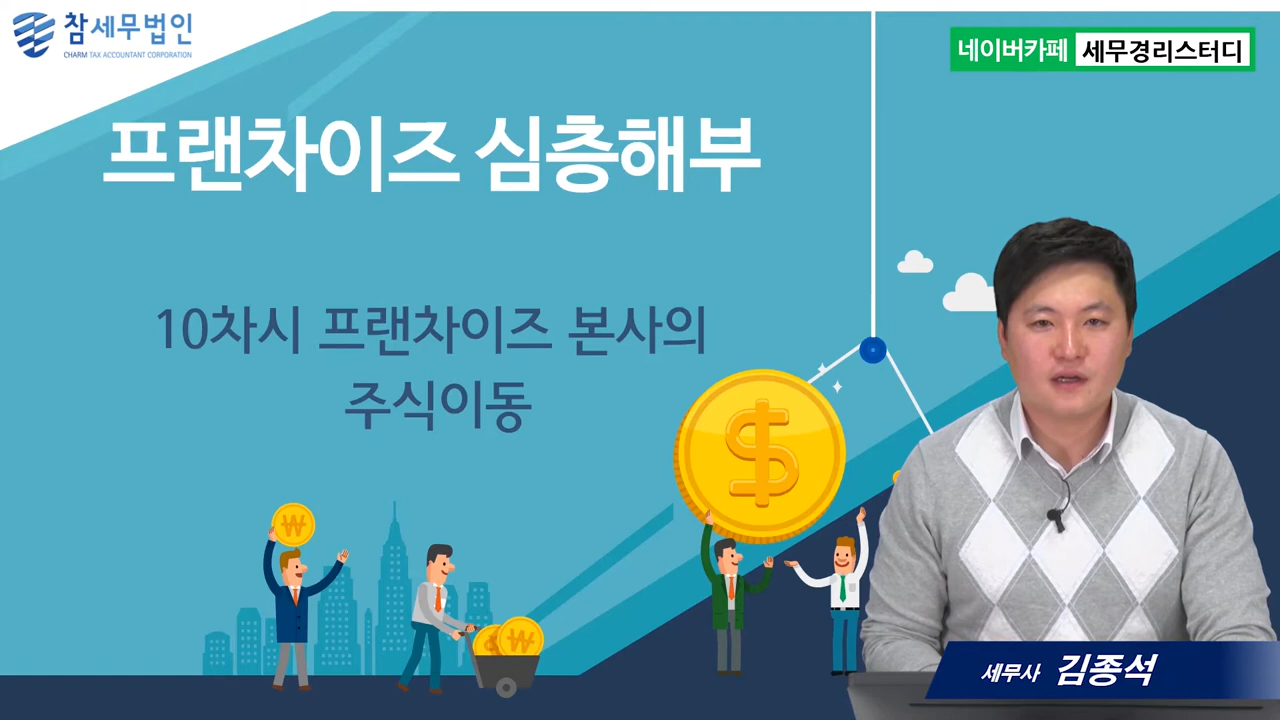 참세무법인
CHARM TAX ACCOUNTANT CORPORATION
네이버카페 세무경리스터디
프랜차이즈 심층해부
10차시 프랜차이즈 본사의
주식이동
$
₩
₩
세무사 김종석